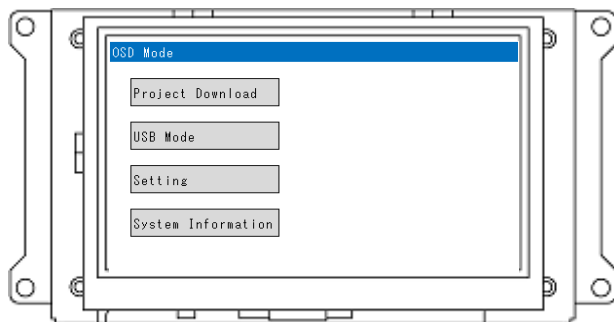 OSD Mode
Project Download
USB Mode
Setting
System Information